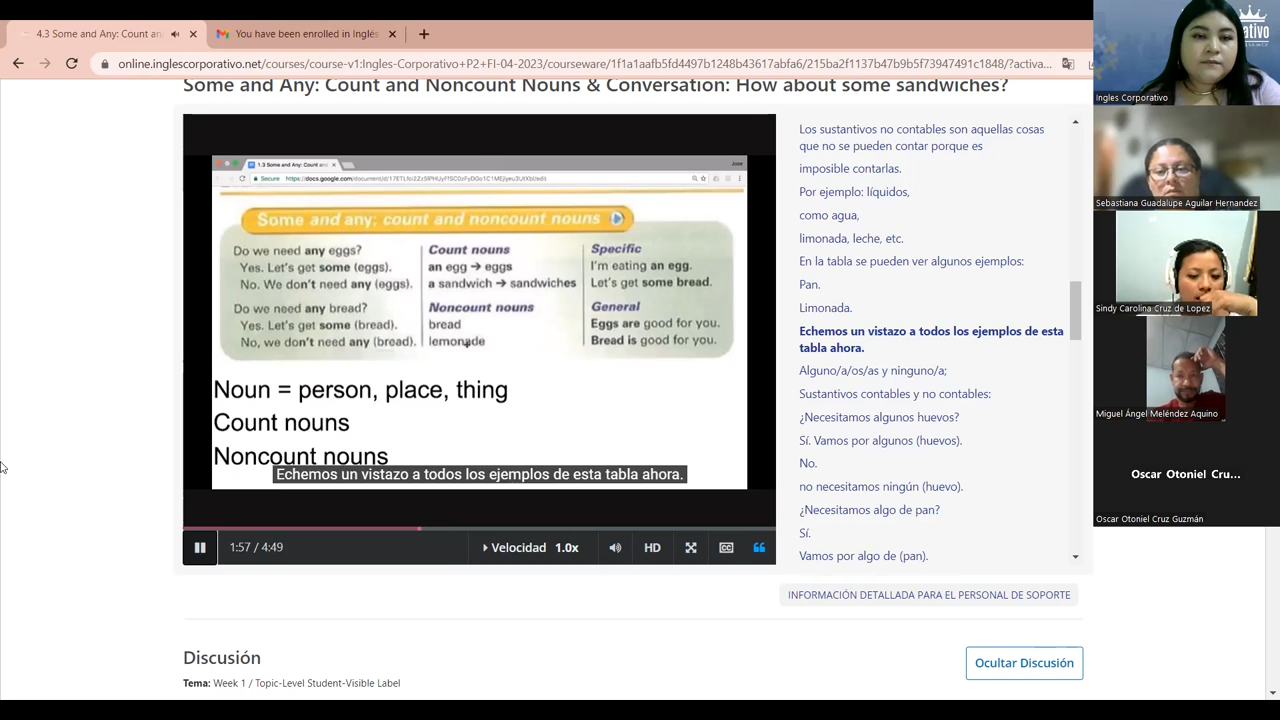 4.3 Some and Any: Count an
You have been enrolled in Inglés
online.inglescorporativo.net/courses/course-v1:Ingles-Corporativo+P2+FI-04-2023/courseware/1f1a1aafb5fd4497b1248b43617abfa6/215ba2f1137b47b9b5f73947491c1848/?activa...
Some and Any: Count and Noncount Nouns & Conversation: How about some sandwiches?
1.3 Some and Any: Count and
Secure
Some and any; count and noncount nouns
Do we need any eggs?
Yes. Let's get some (eggs).
No. We don't need any (eggs).
Do we need any bread?
Yes. Let's get some (bread).
No, we don't need any (bread).
Count nouns
an egg → eggs
a sandwich → sandwiches
Noncount nouns
bread
lemonade
Specific
I'm eating an egg.
Let's get some bread.
General
Eggs are good for you.
Bread is good for you.
Noun = person, place, thing
Count nouns
Noncount nouns
Echemos un vistazo a todos los ejemplos de esta tabla ahora.
1:57 / 4:49
Velocidad 1.0x
HD
CC
Los sustantivos no contables son aquellas cosas
que no se pueden contar porque es
imposible contarlas.
Por ejemplo: líquidos,
como agua,
limonada, leche, etc.
En la tabla se pueden ver algunos ejemplos:
Pan.
Limonada.
Echemos un vistazo a todos los ejemplos de esta
tabla ahora.
Alguno/a/os/as y ninguno/a;
Sustantivos contables y no contables:
¿Necesitamos algunos huevos?
Sí. Vamos por algunos (huevos).
No.
no necesitamos ningún (huevo).
¿Necesitamos algo de pan?
Sí.
Vamos por algo de (pan).
INFORMACIÓN DETALLADA PARA EL PERSONAL DE SOPORTE
Discusión
Ocultar Discusión
Tema: Week 1 / Topic-Level Student-Visible Label
Ingles Corporativo
Sebastiana Guadalupe Aguilar Hernandez
Sindy Carolina Cruz de Lopez
Miguel Ángel Meléndez Aquino
Oscar Otoniel Cru...
Oscar Otoniel Cruz Guzmán